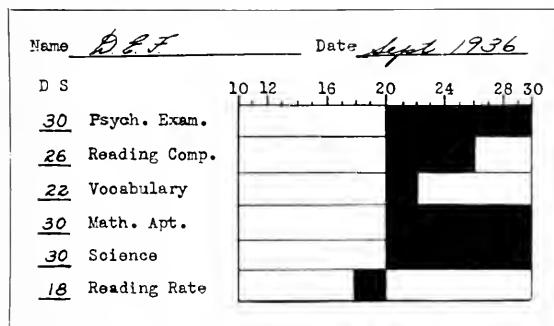 Name D.E.F. Date Sept 1936
D S
10 12 16 20 24 26 30
30 Psych. Exam.
26 Reading Comp.
22 Vocabulary
30 Math. Apt.
30 Science
18 Reading Rate